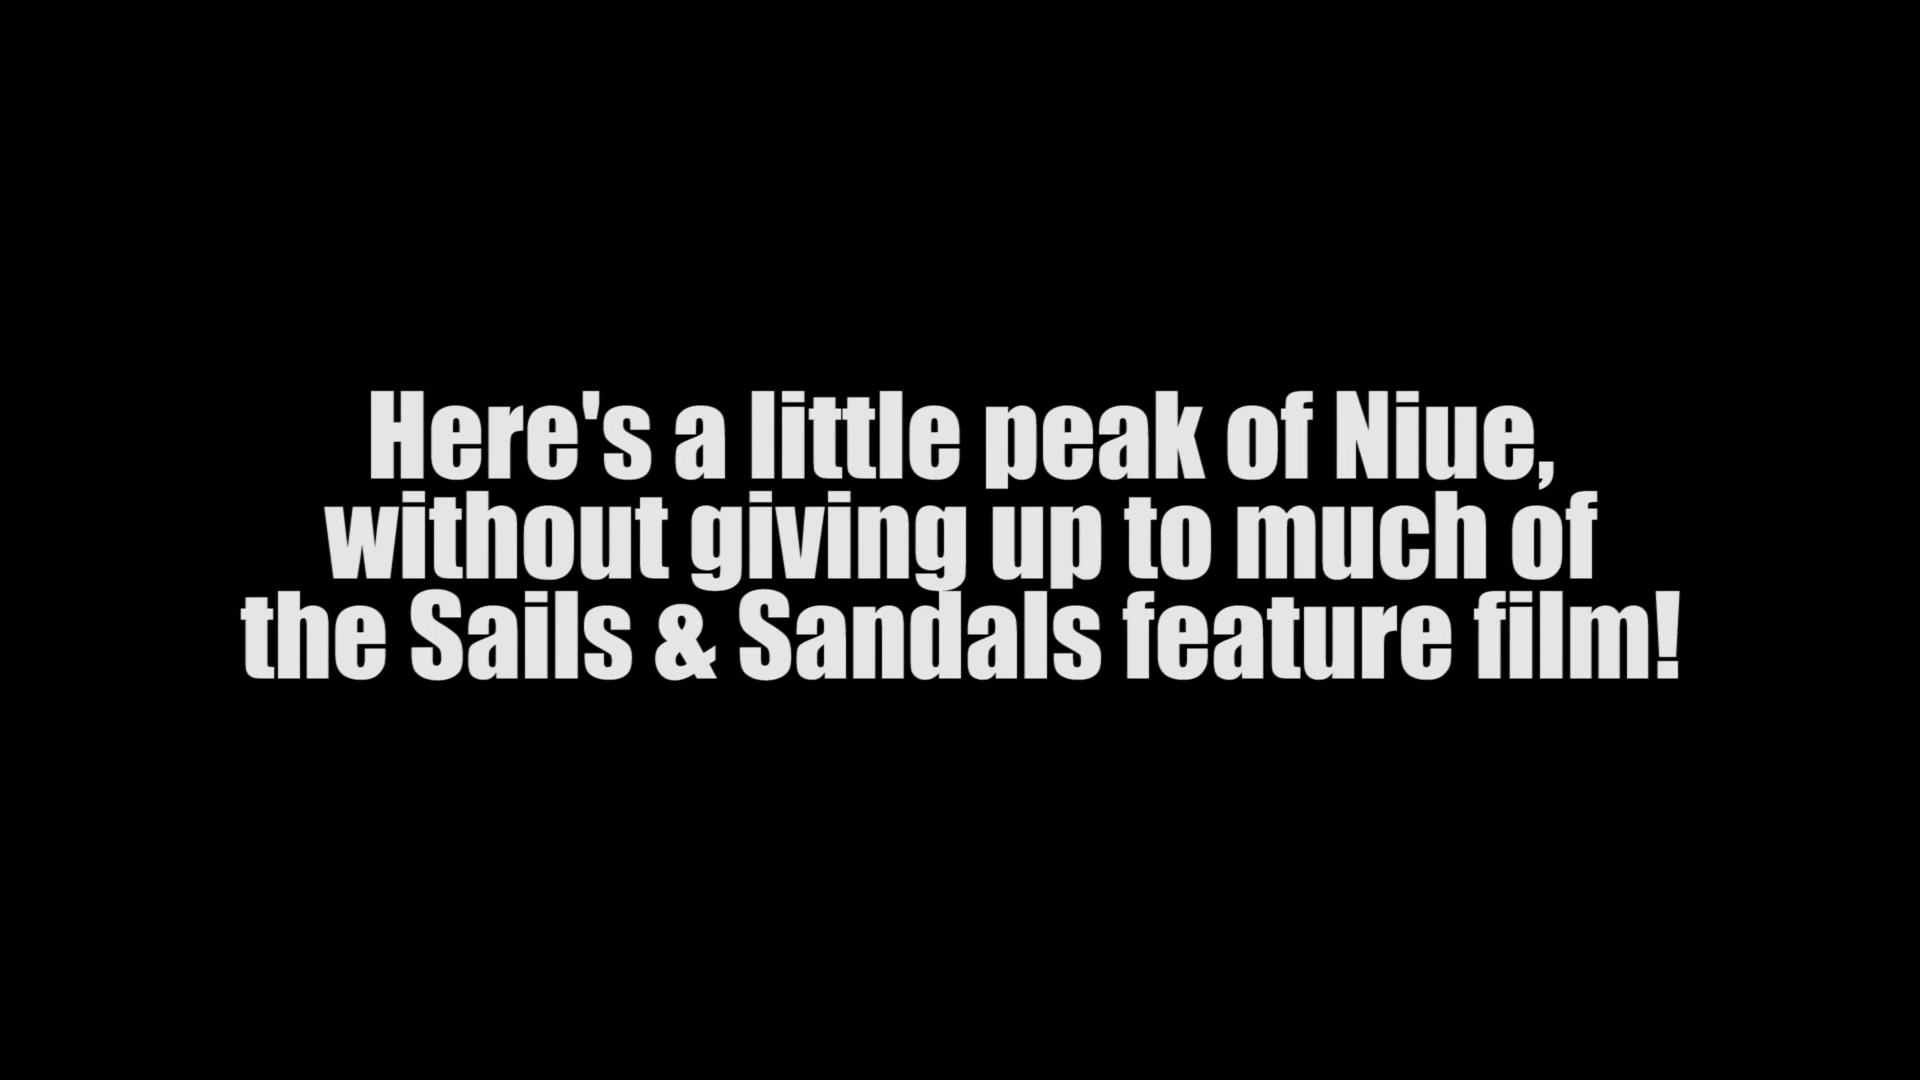 Here's a little peak of Niue,
without giving up to much of
the Sails & Sandals feature film!